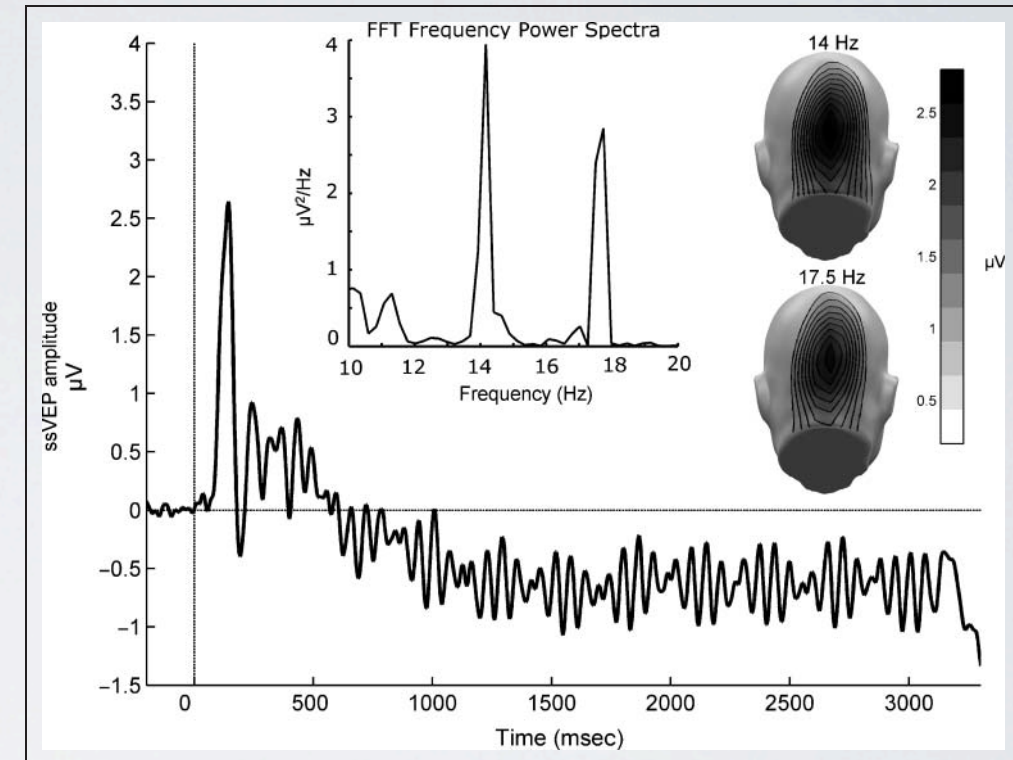 FFT Frequency Power Spectra
4
3
2
1
0
µV²/Hz
10 12 14 16 18 20
Frequency (Hz)
14 Hz
17.5 Hz
2.5
2
1.5
1
0.5
µV
ssVEP amplitude
µV
4
3.5
3
2.5
2
1.5
1
0.5
0
−0.5
−1
−1.5
0 500 1000 1500 2000 2500 3000
Time (msec)